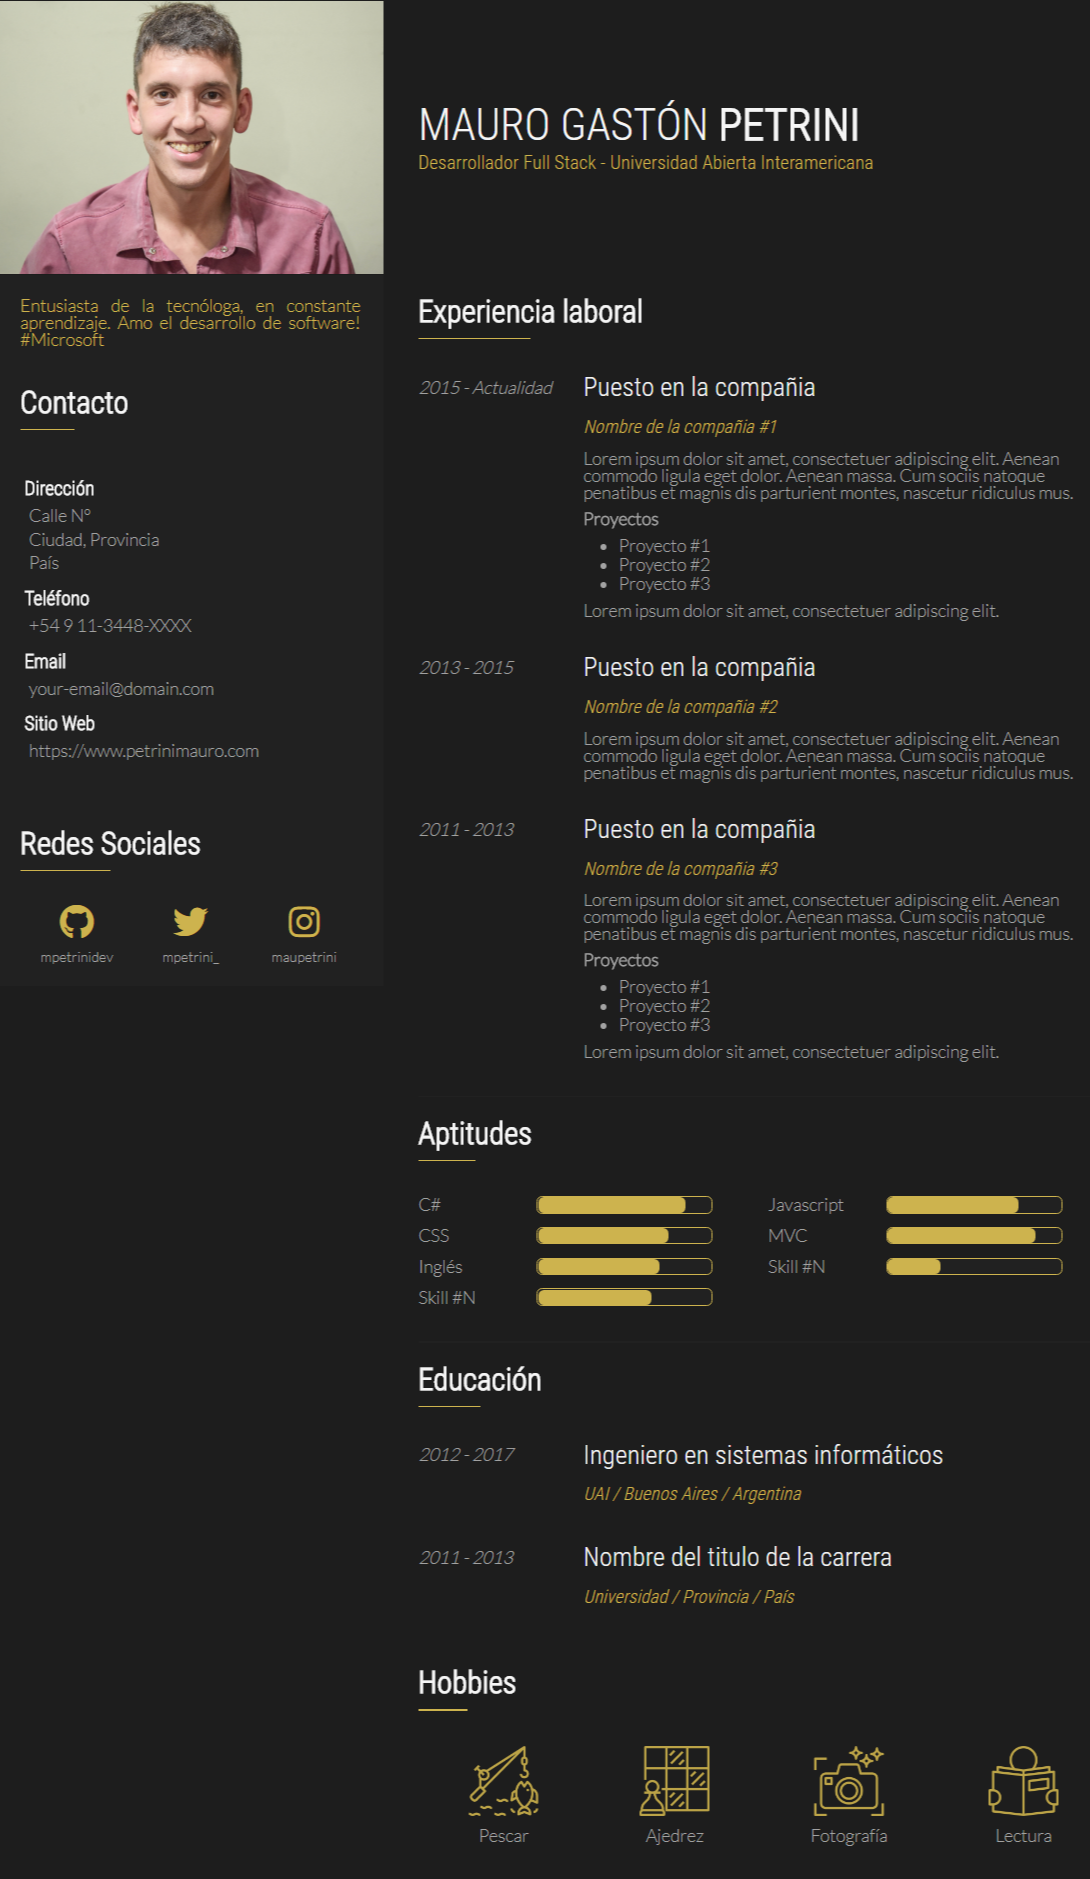 MAURO GASTÓN PETRINI
Desarrollador Full Stack - Universidad Abierta Interamericana
Entusiasta de la tecnóloga, en constante
aprendizaje. Amo el desarrollo de software!
#Microsoft
Contacto
Dirección
Calle N°
Ciudad, Provincia
País
Teléfono
+54 9 11-3448-XXXX
Email
your-email@domain.com
Sitio Web
https://www.petrinimauro.com
Redes Sociales
mpetrinidev
mpetrini_
maupetrini
Experiencia laboral
2015 - Actualidad
Puesto en la compañia
Nombre de la compañia #1
Lorem ipsum dolor sit amet, consectetuer adipiscing elit. Aenean
commodo ligula eget dolor. Aenean massa. Cum sociis natoque
penatibus et magnis dis parturient montes, nascetur ridiculus mus.
Proyectos
• Proyecto #1
• Proyecto #2
• Proyecto #3
Lorem ipsum dolor sit amet, consectetuer adipiscing elit.
2013 - 2015
Puesto en la compañia
Nombre de la compañia #2
Lorem ipsum dolor sit amet, consectetuer adipiscing elit. Aenean
commodo ligula eget dolor. Aenean massa. Cum sociis natoque
penatibus et magnis dis parturient montes, nascetur ridiculus mus.
2011 - 2013
Puesto en la compañia
Nombre de la compañia #3
Lorem ipsum dolor sit amet, consectetuer adipiscing elit. Aenean
commodo ligula eget dolor. Aenean massa. Cum sociis natoque
penatibus et magnis dis parturient montes, nascetur ridiculus mus.
Proyectos
• Proyecto #1
• Proyecto #2
• Proyecto #3
Lorem ipsum dolor sit amet, consectetuer adipiscing elit.
Aptitudes
C#
CSS
Inglés
Skill #N
Javascript
MVC
Skill #N
Educación
2012 - 2017
Ingeniero en sistemas informáticos
UAI / Buenos Aires / Argentina
2011 - 2013
Nombre del titulo de la carrera
Universidad / Provincia / País
Hobbies
Pescar
Ajedrez
Fotografía
Lectura